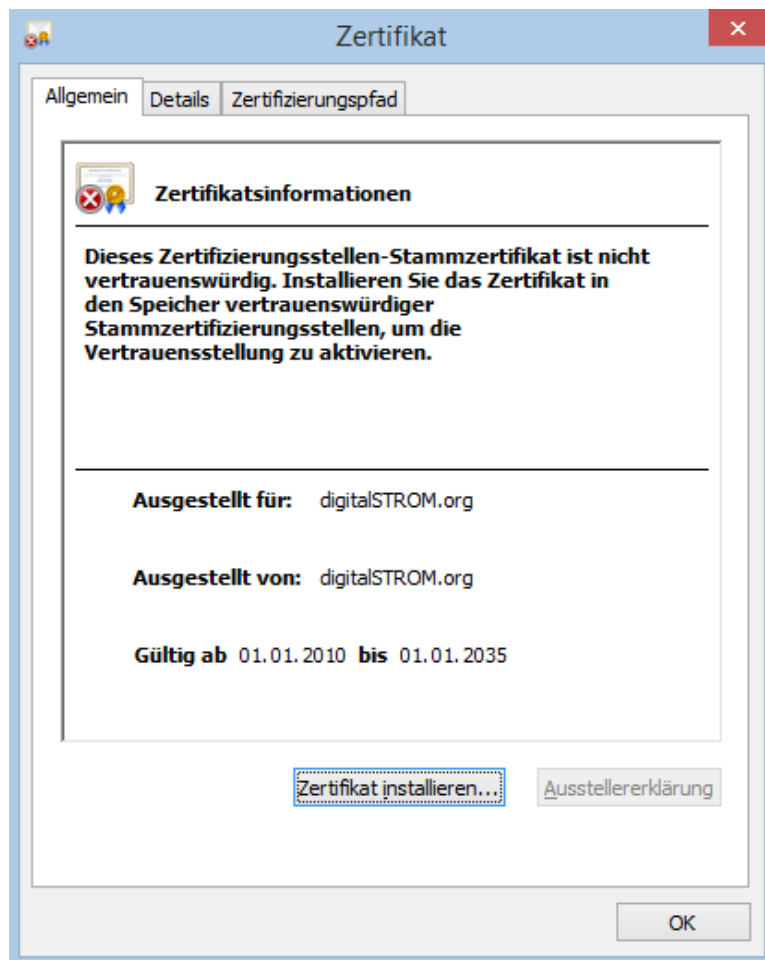 Zertifikat
Allgemein Details Zertifizierungspfad
Zertifikatsinformationen
Dieses Zertifizierungsstellen-Stammzertifikat ist nicht
vertrauenswürdig. Installieren Sie das Zertifikat in
den Speicher vertrauenswürdiger
Stammzertifizierungsstellen, um die
Vertrauensstellung zu aktivieren.
Ausgestellt für: digitalSTROM.org
Ausgestellt von: digitalSTROM.org
Gültig ab 01.01.2010 bis 01.01.2035
Zertifikat installieren... Ausstellererklärung
OK